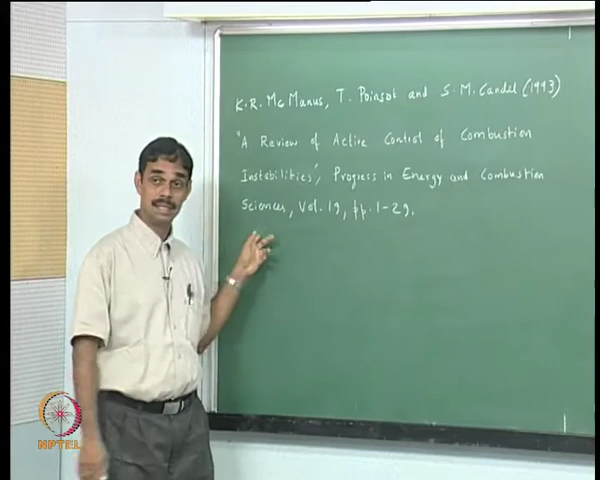 K.R. McManus, T. Poinsot and S.M. Candel (1993)
"A Review of Active Control of Combustion
Instabilities", Progress in Energy and Combustion
Sciences, Vol. 19, pp. 1-29.
NPTEL